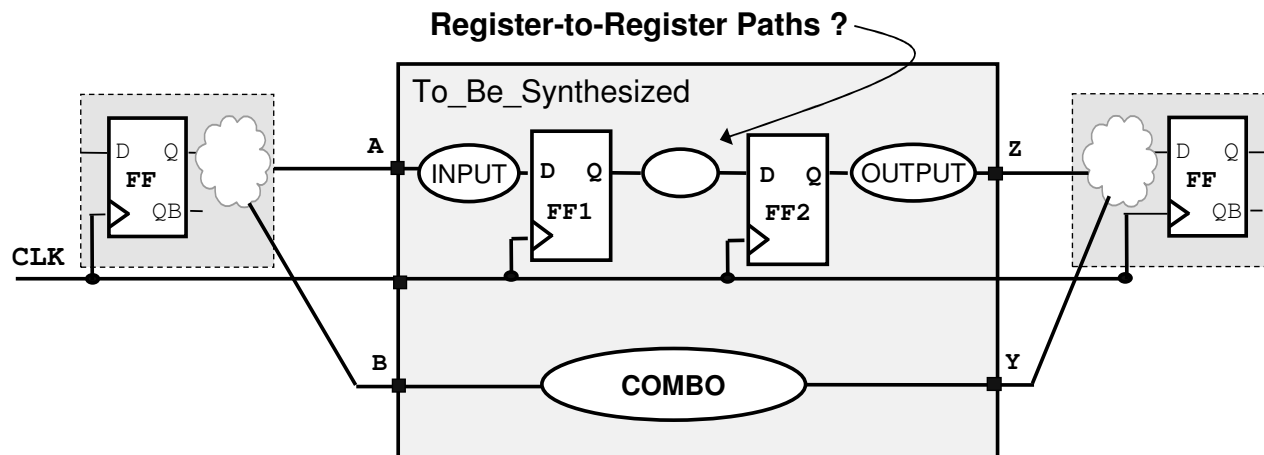 Register-to-Register Paths ?
To_Be_Synthesized
D Q
FF
QB
A
INPUT
D Q
FF1
D Q
FF2
OUTPUT
Z
D Q
FF
QB
CLK
B
COMBO
Y